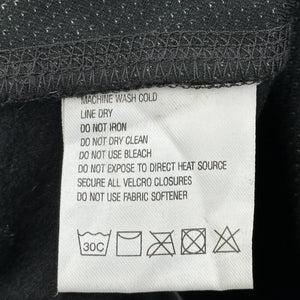 MACHINE WASH COLD
LINE DRY
DO NOT IRON
DO NOT DRY CLEAN
DO NOT USE BLEACH
DO NOT EXPOSE TO DIRECT HEAT SOURCE
SECURE ALL VELCRO CLOSURES
DO NOT USE FABRIC SOFTENER
30C